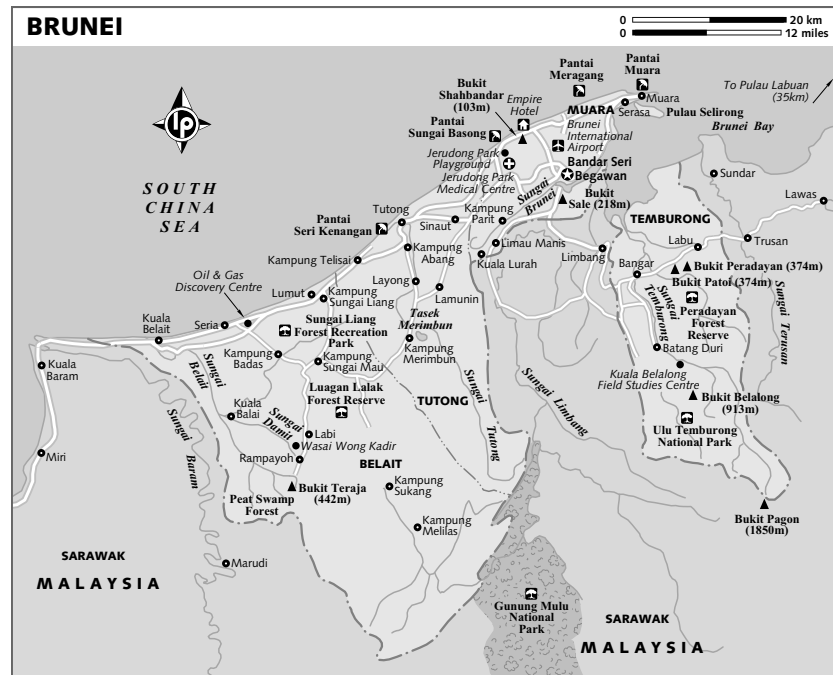 BRUNEI
0 20 km
0 12 miles
Pantai
Meragang
Pantai
Muara
To Pulau Labuan
(35km)
Bukit
Shahbandar
(103m)
Empire
Hotel
MUARA
Muara
Serasa
Pulau Selirong
Brunei Bay
Pantai
Sungai Basong
Brunei
International
Airport
Jerudong Park
Playground
Jerudong Park
Medical Centre
Bandar Seri
Begawan
lp
SOUTH
CHINA
SEA
Sungai
Brunei
Bukit
Sale (218m)
Sundar
Lawas
Tutong
Sinaut
Kampung
Parit
TEMBURONG
Pantai
Seri Kenangan
Kampung
Abang
Limau Manis
Kuala Lurah
Limbang
Labu
Trusan
Kampung Telisai
Bangar
Bukit Peradayan (374m)
Bukit Patoi (374m)
Oil & Gas
Discovery Centre
Layong
Lamunin
Lumut
Kampung
Sungai Liang
Tasek
Merimbun
Sungai
Temburong
Peradayan
Forest
Reserve
Sungai Terusan
Kuala
Belait
Seria
Sungai Liang
Forest Recreation
Park
Kampung
Merimbun
Batang Duri
Kuala
Baram
Sungai
Belait
Kampung
Badas
Kampung
Sungai Mau
Kuala Belalong
Field Studies Centre
Luagan Lalak
Forest Reserve
TUTONG
Sungai
Tutong
Sungai Limbang
Bukit Belalong
(913m)
Kuala
Balai
Sungai
Damit
Sungai Baram
Labi
Wasai Wong Kadir
Ulu Temburong
National Park
Miri
Rampayoh
BELAIT
Peat Swamp
Forest
Bukit Teraja
(442m)
Kampung
Sukang
Bukit Pagon
(1850m)
Kampung
Melilas
SARAWAK
MALAYSIA
Marudi
Gunung Mulu
National
Park
SARAWAK
MALAYSIA